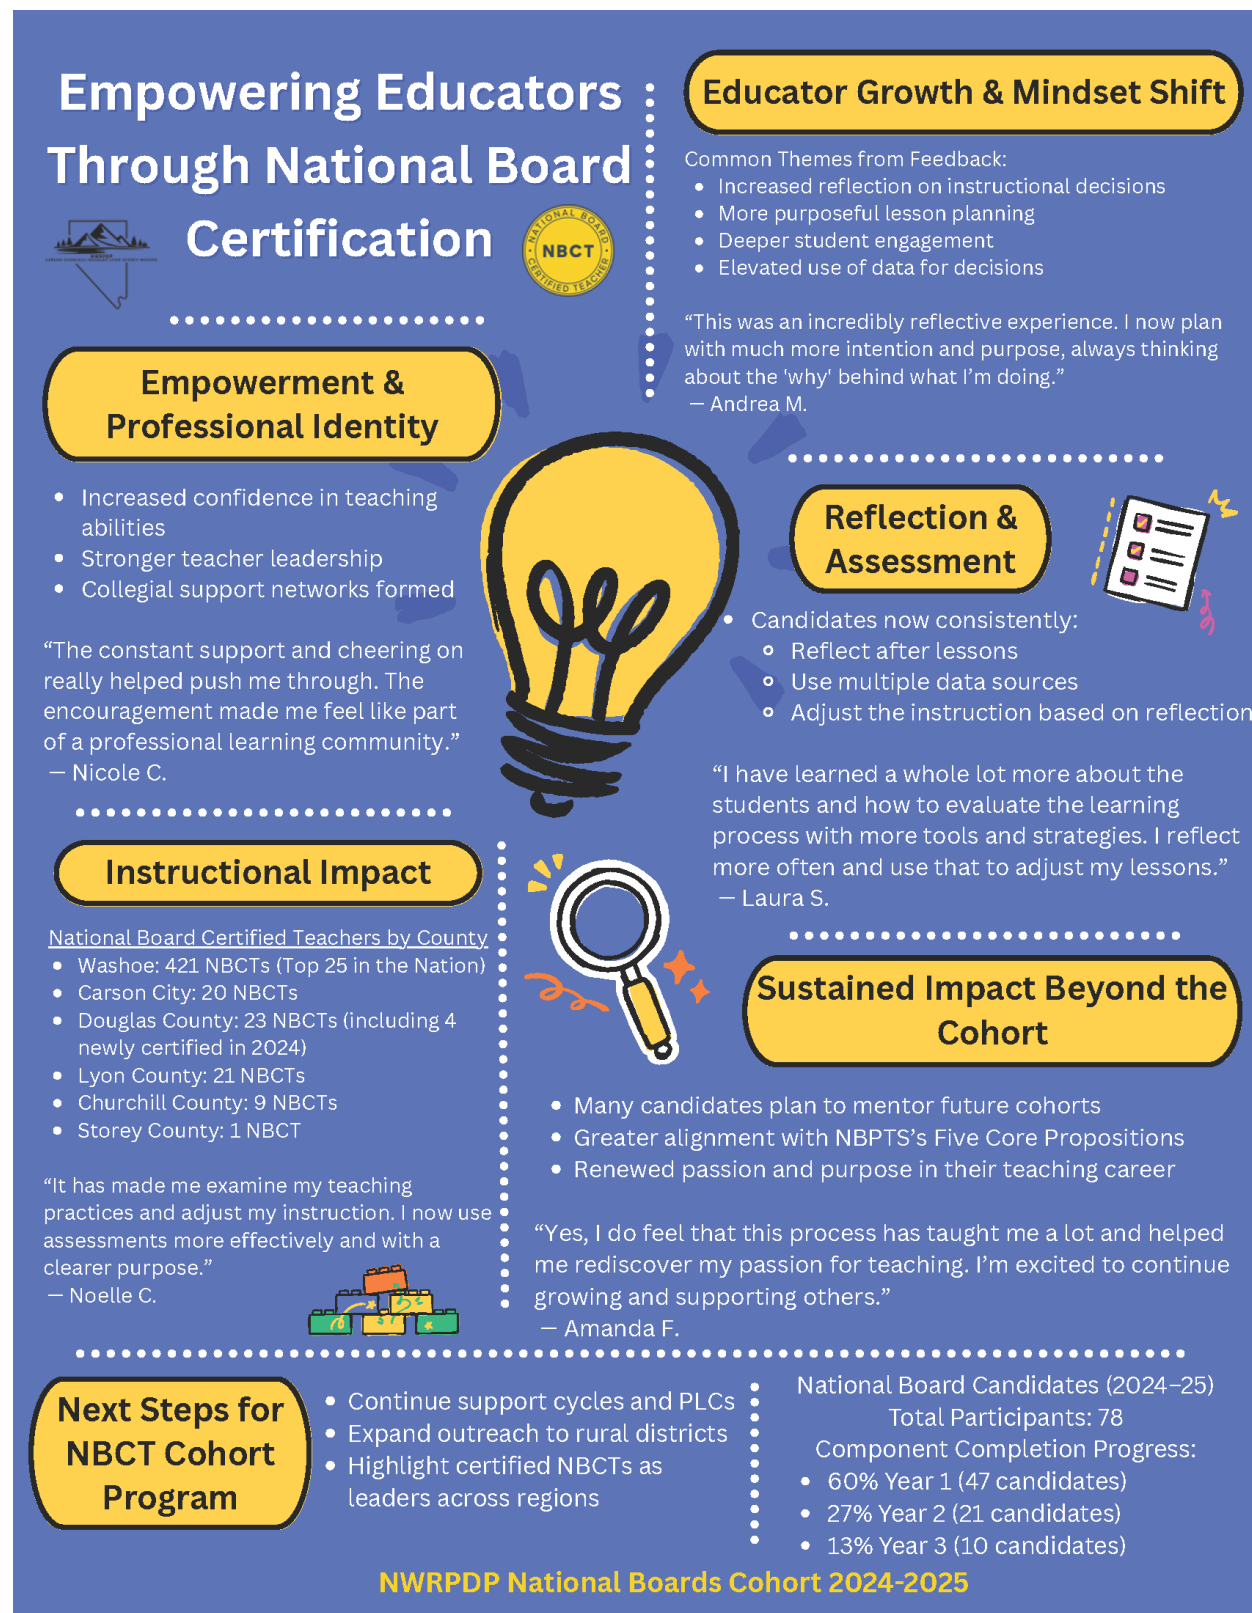 Empowering Educators
Through National Board
Certification
NATIONAL BOARD
NBCT
CERTIFIED TEACHER
Empowerment &
Professional Identity
• Increased confidence in teaching
abilities
• Stronger teacher leadership
• Collegial support networks formed
“The constant support and cheering on
really helped push me through. The
encouragement made me feel like part
of a professional learning community.”
— Nicole C.
Instructional Impact
National Board Certified Teachers by County
• Washoe: 421 NBCTs (Top 25 in the Nation)
• Carson City: 20 NBCTs
• Douglas County: 23 NBCTs (including 4
newly certified in 2024)
• Lyon County: 21 NBCTs
• Churchill County: 9 NBCTs
• Storey County: 1 NBCT
“It has made me examine my teaching
practices and adjust my instruction. I now use
assessments more effectively and with a
clearer purpose.”
— Noelle C.
Educator Growth & Mindset Shift
Common Themes from Feedback:
• Increased reflection on instructional decisions
• More purposeful lesson planning
• Deeper student engagement
• Elevated use of data for decisions
“This was an incredibly reflective experience. I now plan
with much more intention and purpose, always thinking
about the 'why' behind what I’m doing.”
— Andrea M.
Reflection &
Assessment
• Candidates now consistently:
◦ Reflect after lessons
◦ Use multiple data sources
◦ Adjust the instruction based on reflection
“I have learned a whole lot more about the
students and how to evaluate the learning
process with more tools and strategies. I reflect
more often and use that to adjust my lessons.”
— Laura S.
Sustained Impact Beyond the
Cohort
• Many candidates plan to mentor future cohorts
• Greater alignment with NBPTS’s Five Core Propositions
• Renewed passion and purpose in their teaching career
“Yes, I do feel that this process has taught me a lot and helped
me rediscover my passion for teaching. I’m excited to continue
growing and supporting others.”
— Amanda F.
Next Steps for
NBCT Cohort
Program
• Continue support cycles and PLCs
• Expand outreach to rural districts
• Highlight certified NBCTs as
leaders across regions
National Board Candidates (2024–25)
Total Participants: 78
Component Completion Progress:
• 60% Year 1 (47 candidates)
• 27% Year 2 (21 candidates)
• 13% Year 3 (10 candidates)
NWRPDP National Boards Cohort 2024-2025